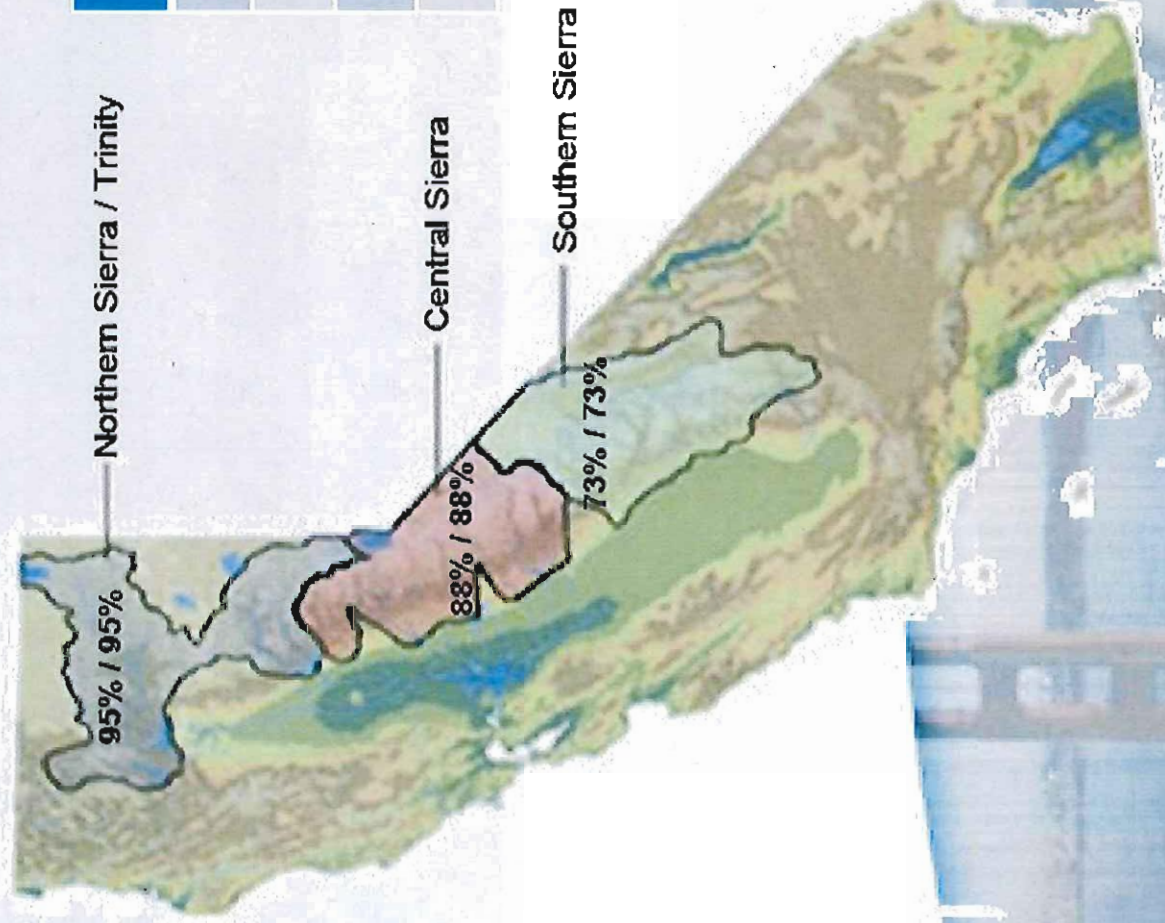 Northern Sierra / Trinity
95% / 95%
Central Sierra
88% / 88%
Southern Sierra
73% / 73%